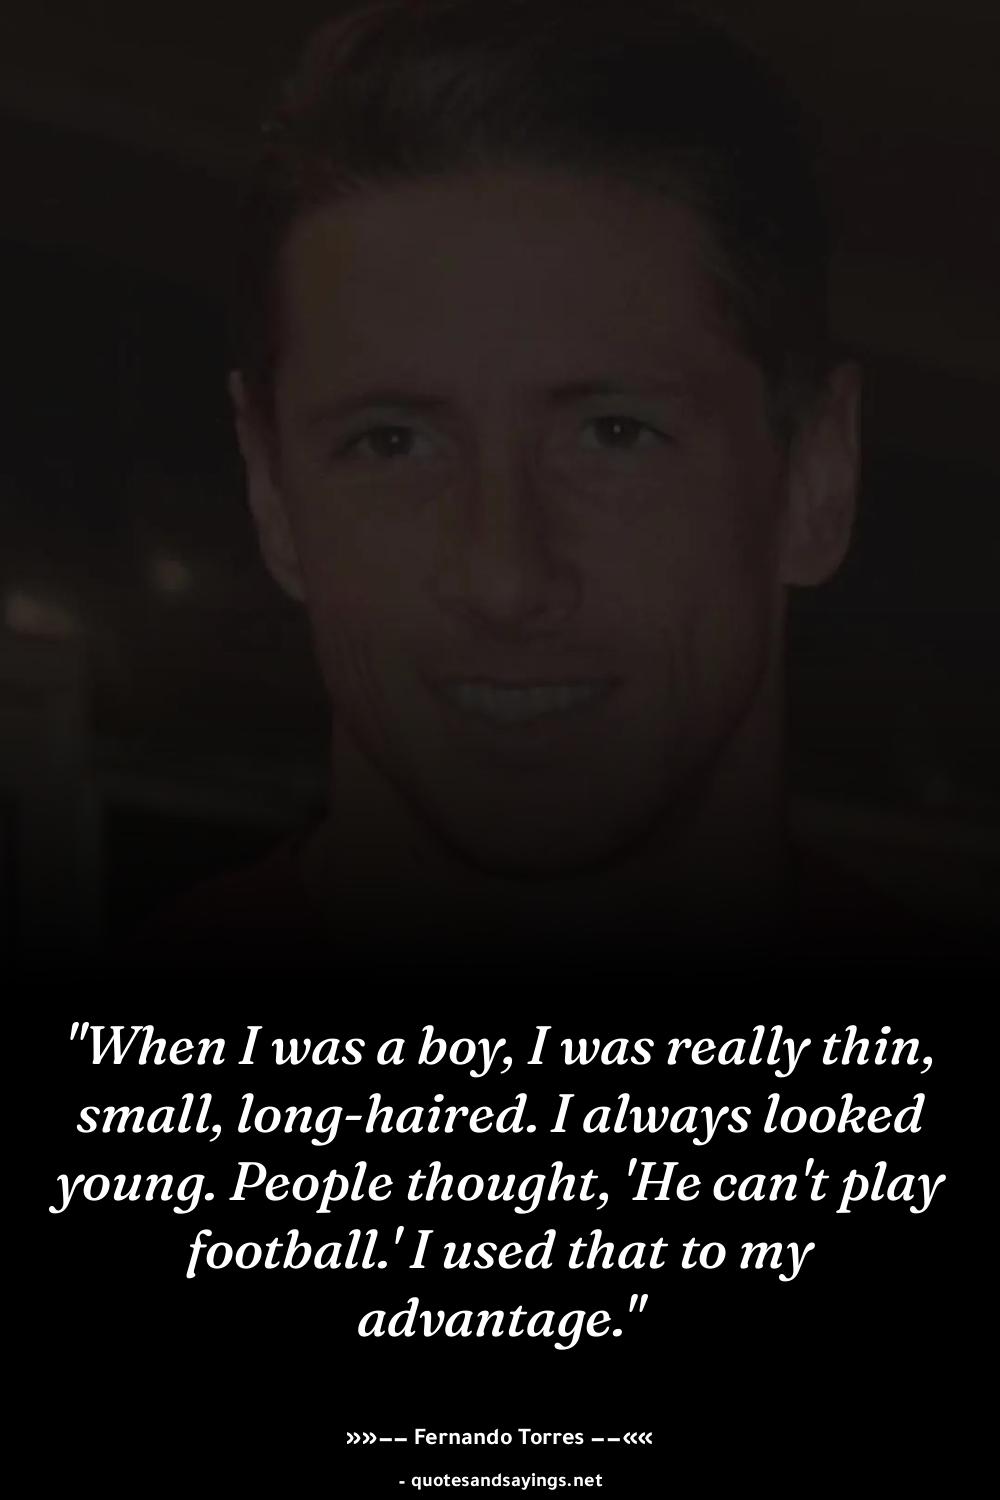 "When I was a boy, I was really thin,
small, long-haired. I always looked
young. People thought, 'He can't play
football.' I used that to my
advantage."
»»–– Fernando Torres ––««
- quotesandsayings.net